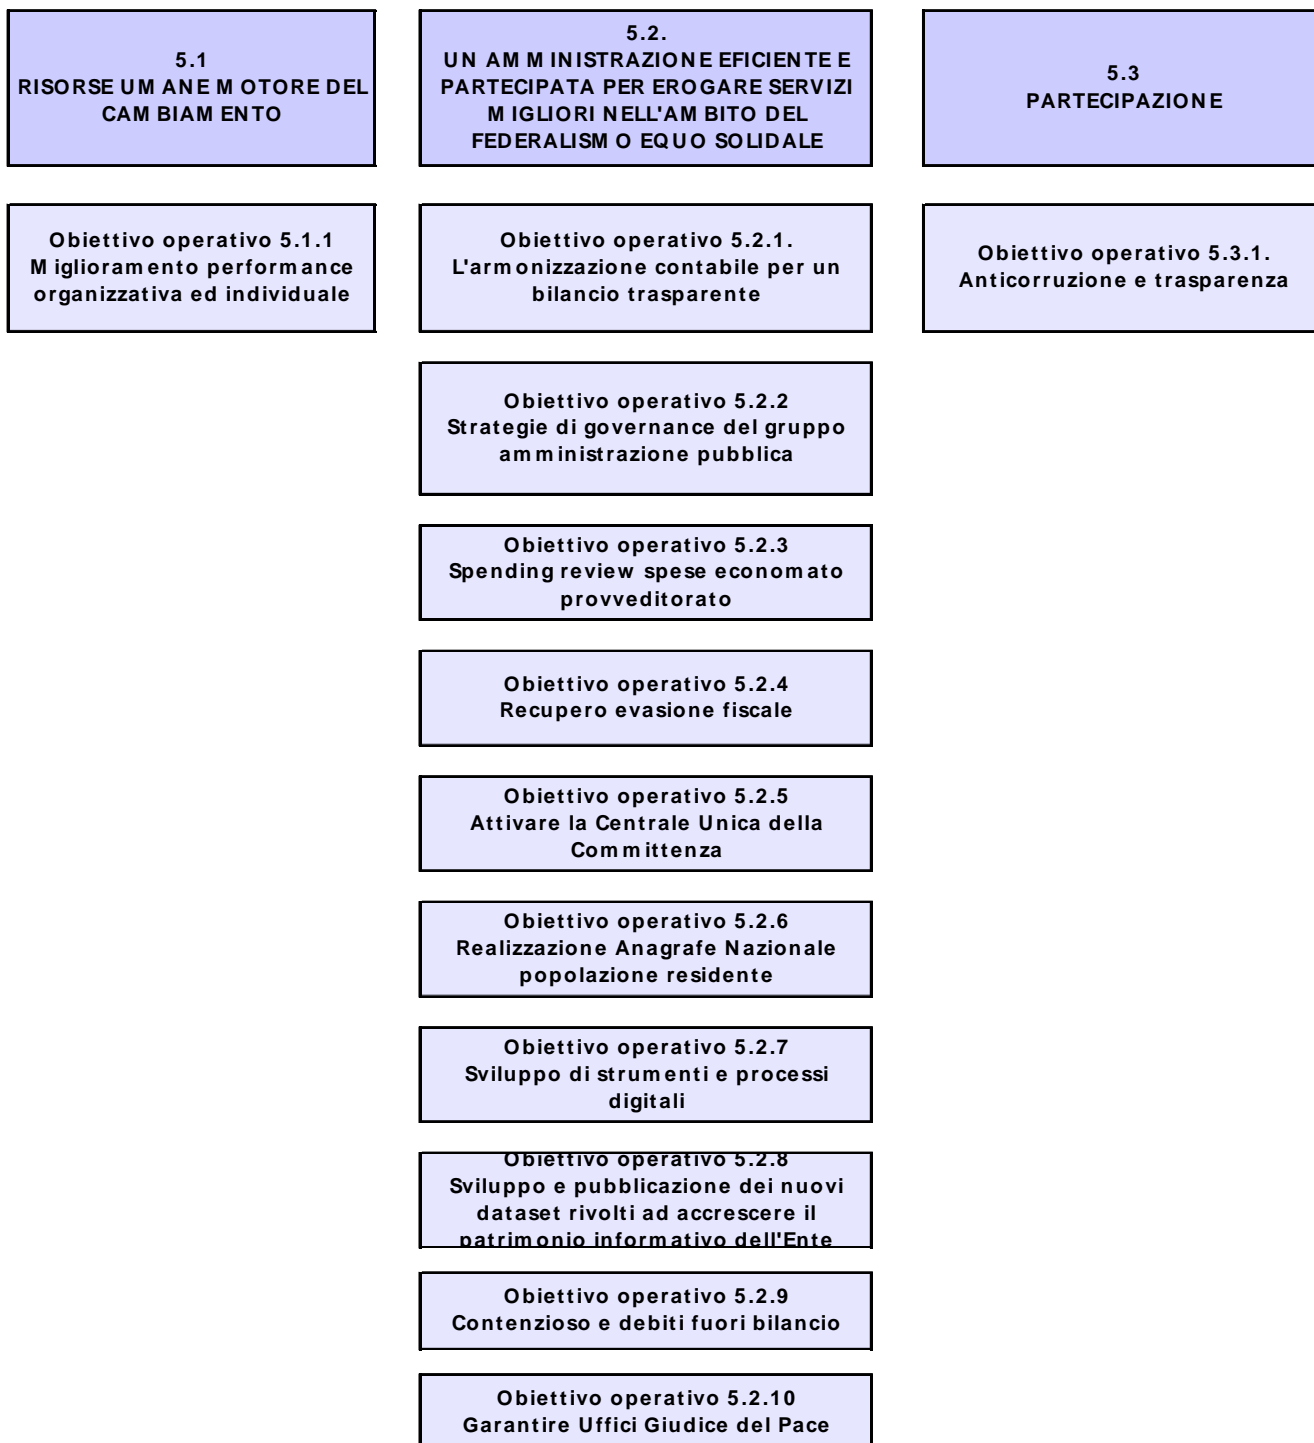 5.1
RISORSE UMANE MOTORE DEL
CAMBIAMENTO
5.2.
UN AMMINISTRAZIONE EFICIENTE E
PARTECIPATA PER EROGARE SERVIZI
MIGLIORI NELL'AMBITO DEL
FEDERALISMO EQUO SOLIDALE
5.3
PARTECIPAZIONE
Obiettivo operativo 5.1.1
Miglioramento performance
organizzativa ed individuale
Obiettivo operativo 5.2.1.
L'armonizzazione contabile per un
bilancio trasparente
Obiettivo operativo 5.3.1.
Anticorruzione e trasparenza
Obiettivo operativo 5.2.2
Strategie di governance del gruppo
amministrazione pubblica
Obiettivo operativo 5.2.3
Spending review spese economato
provveditorato
Obiettivo operativo 5.2.4
Recupero evasione fiscale
Obiettivo operativo 5.2.5
Attivare la Centrale Unica della
Committenza
Obiettivo operativo 5.2.6
Realizzazione Anagrafe Nazionale
popolazione residente
Obiettivo operativo 5.2.7
Sviluppo di strumenti e processi
digitali
Obiettivo operativo 5.2.8
Sviluppo e pubblicazione dei nuovi
dataset rivolti ad accrescere il
patrimonio informativo dell'Ente
Obiettivo operativo 5.2.9
Contenzioso e debiti fuori bilancio
Obiettivo operativo 5.2.10
Garantire Uffici Giudice del Pace